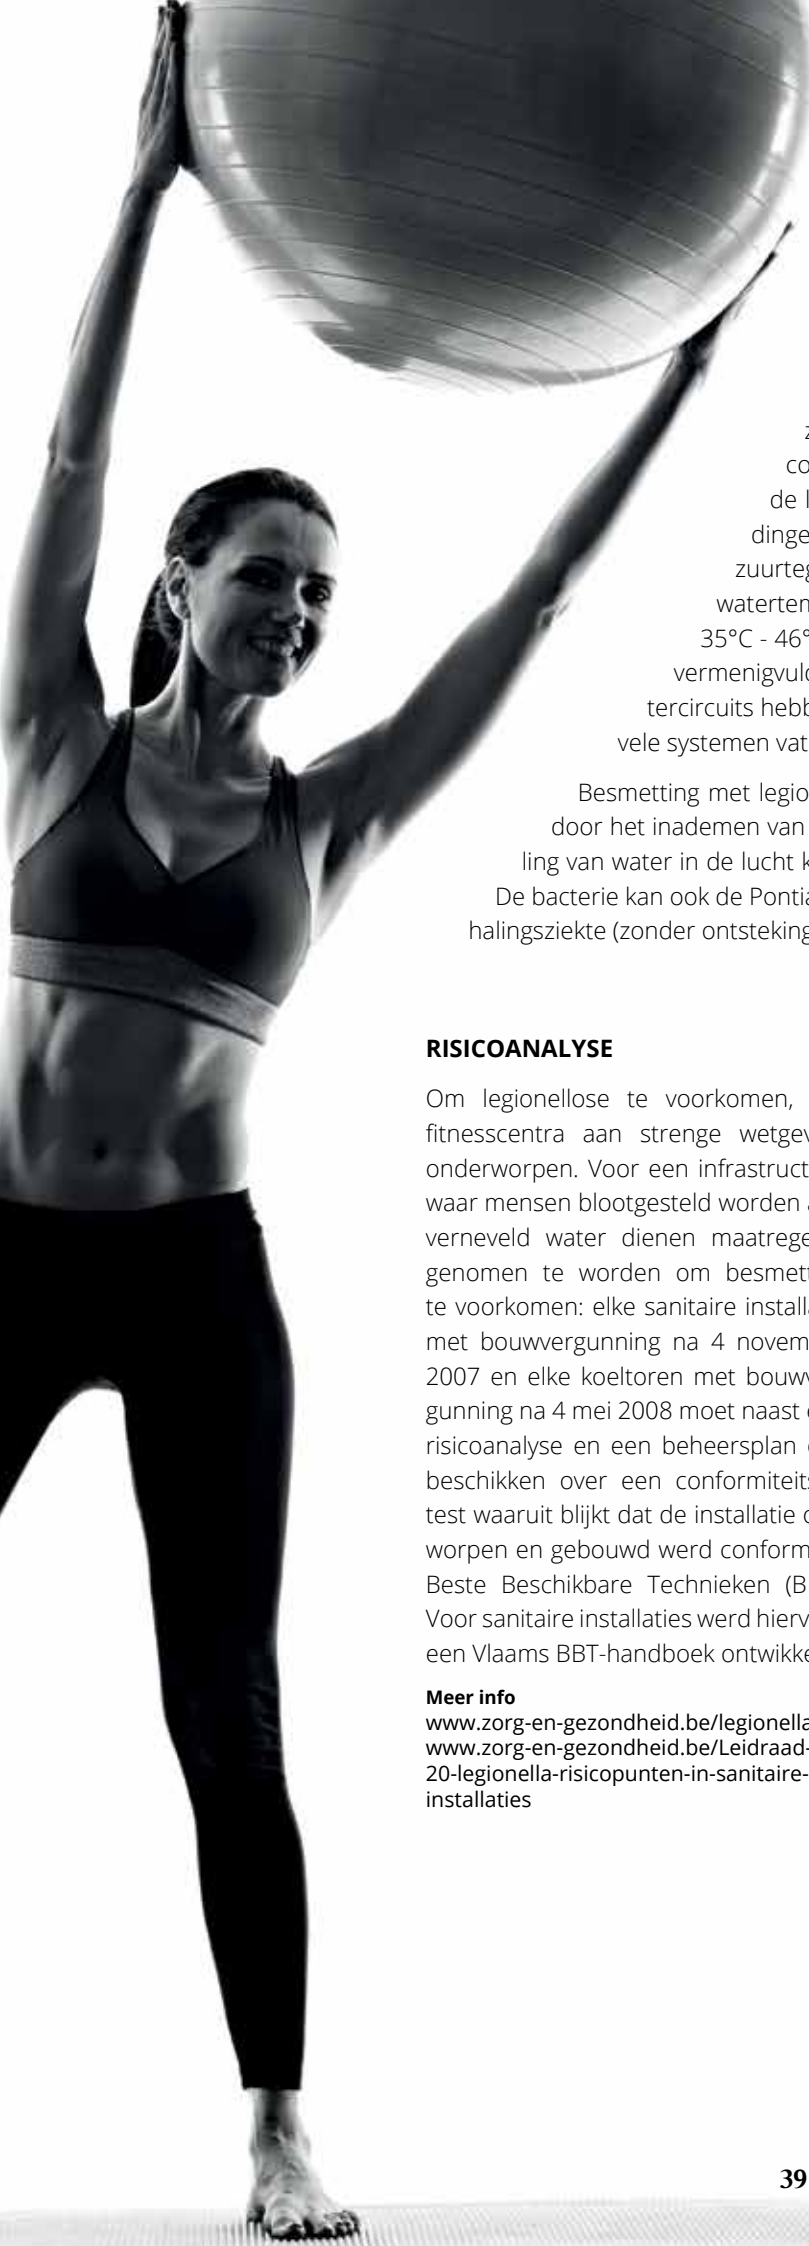 z
co
de l
dinge
zuurteg
watertem
35°C - 46°
vermenigvuld
tercircuits hebb
vele systemen vat
Besmetting met legio
door het inademen van
ling van water in de lucht k
De bacterie kan ook de Pontia
halingsziekte (zonder ontsteking
RISICOANALYSE
Om legionellose te voorkomen,
fitnesscentra aan strenge wetgev
onderworpen. Voor een infrastruct
waar mensen blootgesteld worden a
verneveld water dienen maatrege
genomen te worden om besmett
te voorkomen: elke sanitaire install
met bouwvergunning na 4 novem
2007 en elke koeltoren met bouwv
gunning na 4 mei 2008 moet naast e
risicoanalyse en een beheersplan
beschikken over een conformiteits
test waaruit blijkt dat de installatie o
worpen en gebouwd werd conform
Beste Beschikbare Technieken (B
Voor sanitaire installaties werd hierv
een Vlaams BBT-handboek ontwikke
Meer info
www.zorg-en-gezondheid.be/legionella
www.zorg-en-gezondheid.be/Leidraad-
20-legionella-risicopunten-in-sanitaire-
installaties
39